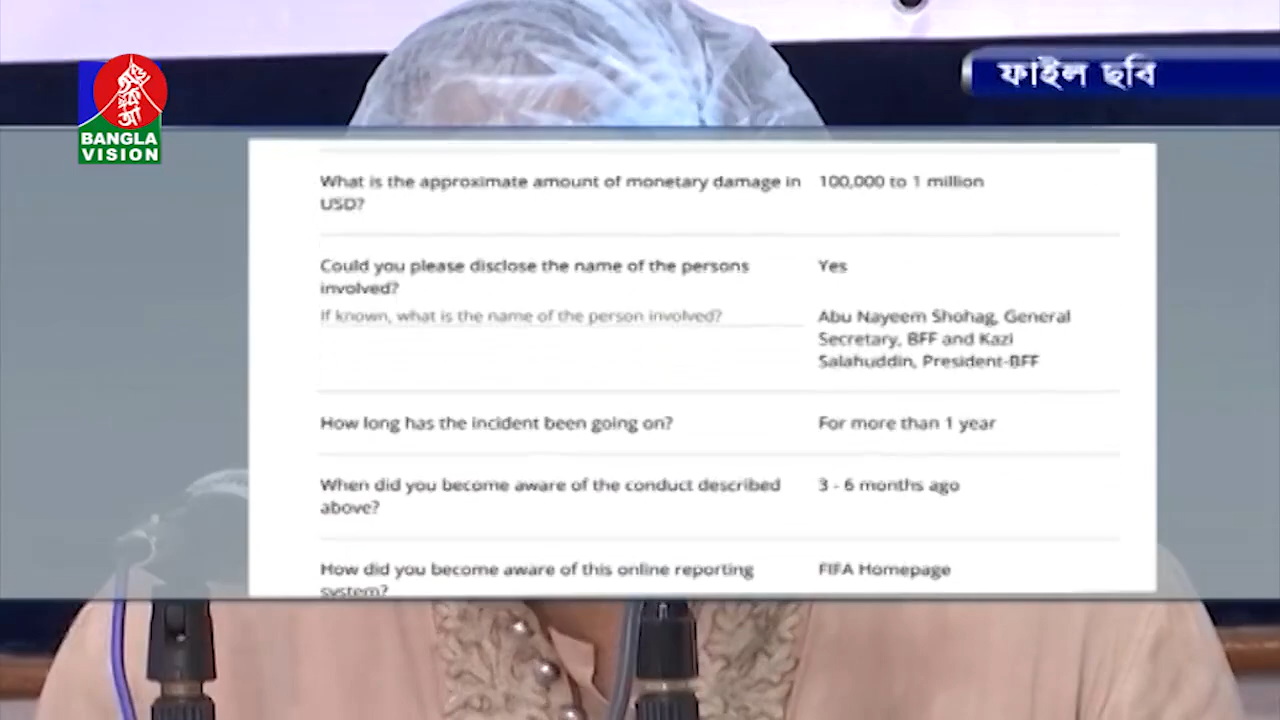 ফাইল ছবি
BANGLA
VISION
What is the approximate amount of monetary damage in
USD?
100,000 to 1 million
Could you please disclose the name of the persons
involved?
Yes
If known, what is the name of the person involved?
Abu Nayeem Shohag, General
Secretary, BFF and Kazi
Salahuddin, President-BFF
How long has the incident been going on?
For more than 1 year
When did you become aware of the conduct described
above?
3 - 6 months ago
How did you become aware of this online reporting
system?
FIFA Homepage